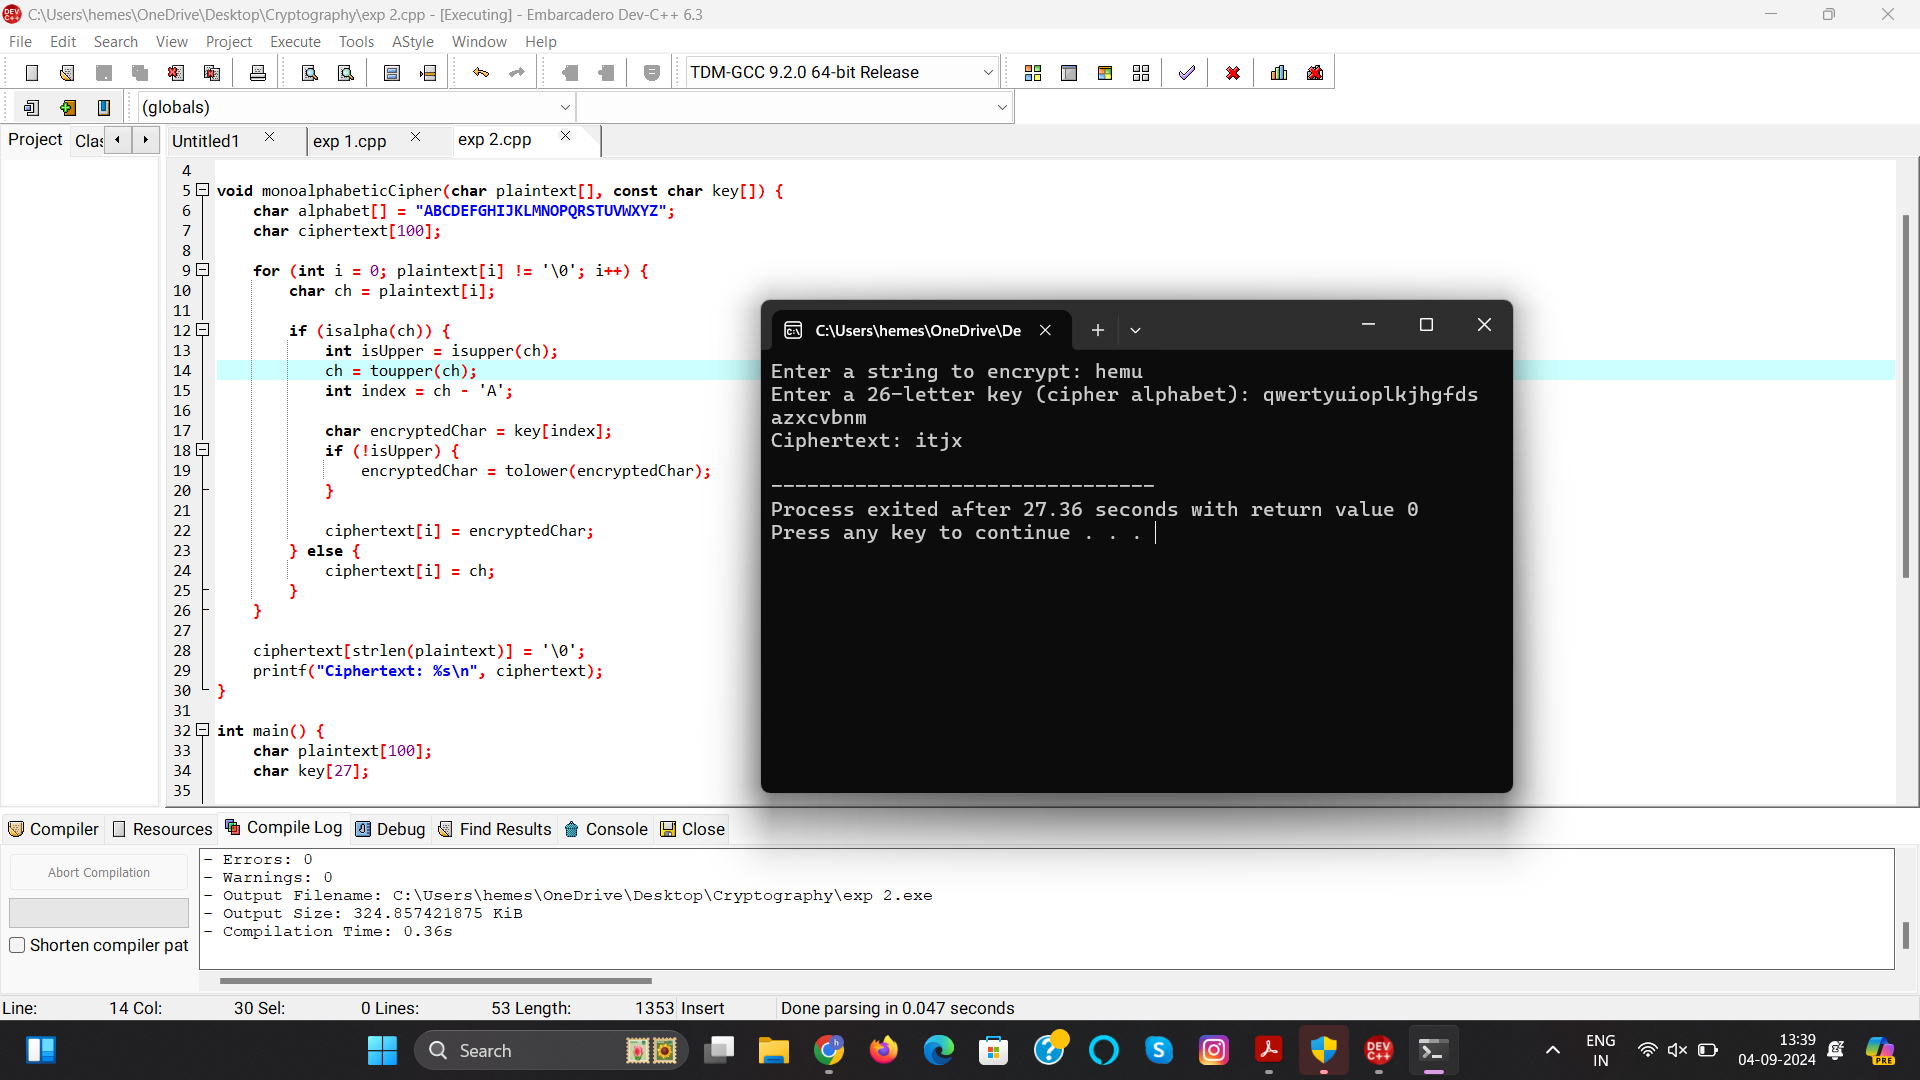 C:\Users\hemes\OneDrive\Desktop\Cryptography\exp 2.cpp - [Executing] - Embarcadero Dev-C++ 6.3
File Edit Search View Project Execute Tools AStyle Window Help
TDM-GCC 9.2.0 64-bit Release
(globals)
Project Clas Untitled1 exp 1.cpp exp 2.cpp
4
5 void monoalphabeticCipher(char plaintext[], const char key[]) {
6 char alphabet[] = "ABCDEFGHIJKLMNOPQRSTUVWXYZ";
7 char ciphertext[100];
8
9 for (int i = 0; plaintext[i] != '\0'; i++) {
10 char ch = plaintext[i];
11
12 if (isalpha(ch)) {
13 int isUpper = isupper(ch);
14 ch = toupper(ch);
15 int index = ch - 'A';
16
17 char encryptedChar = key[index];
18 if (!isUpper) {
19 encryptedChar = tolower(encryptedChar);
20 }
21
22 ciphertext[i] = encryptedChar;
23 } else {
24 ciphertext[i] = ch;
25 }
26 }
27
28 ciphertext[strlen(plaintext)] = '\0';
29 printf("Ciphertext: %s\n", ciphertext);
30 }
31
32 int main() {
33 char plaintext[100];
34 char key[27];
35
C:\Users\hemes\OneDrive\De
Enter a string to encrypt: hemu
Enter a 26-letter key (cipher alphabet): qwertyuioplkjhgfds
azxcvbnm
Ciphertext: itjx
--------------------------------
Process exited after 27.36 seconds with return value 0
Press any key to continue . . .
Compiler Resources Compile Log Debug Find Results Console Close
Abort Compilation
Shorten compiler pat
- Errors: 0
- Warnings: 0
- Output Filename: C:\Users\hemes\OneDrive\Desktop\Cryptography\exp 2.exe
- Output Size: 324.857421875 KiB
- Compilation Time: 0.36s
Line: 14 Col: 30 Sel: 0 Lines: 53 Length: 1353 Insert Done parsing in 0.047 seconds
Search
DEV C++
ENG
IN
13:39
04-09-2024
PRE